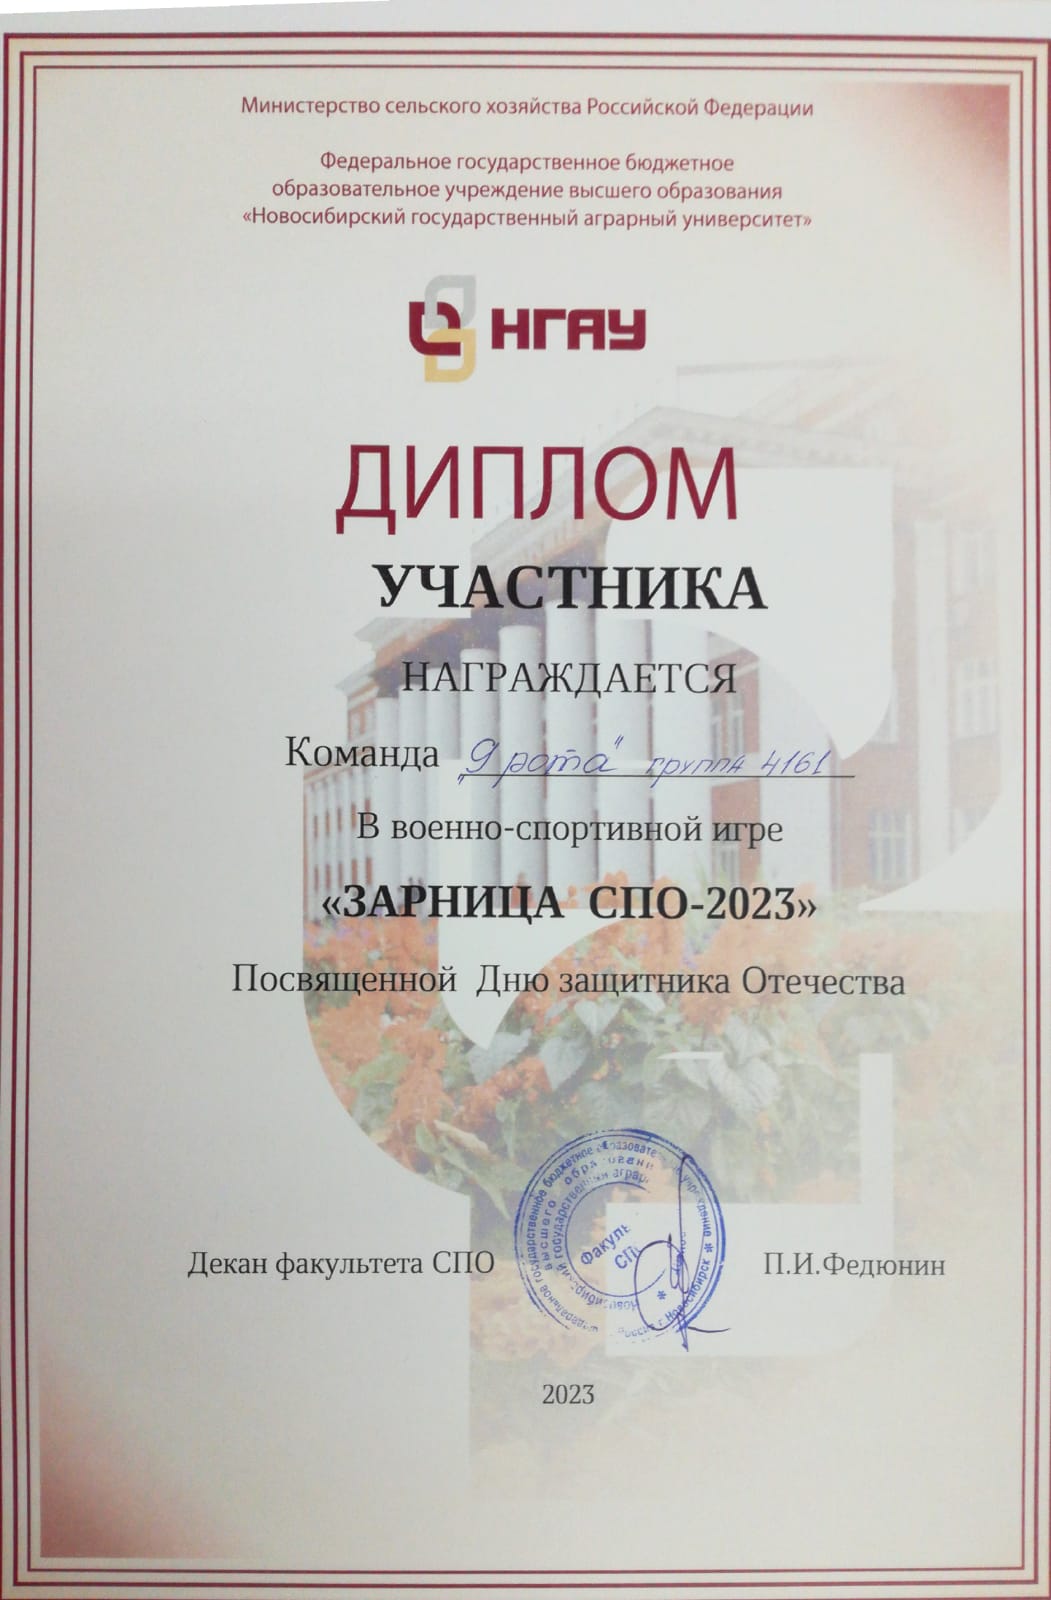 Министерство сельского хозяйства Российской Федерации
Федеральное государственное бюджетное
образовательное учреждение высшего образования
«Новосибирский государственный аграрный университет»
НГАУ
ДИПЛОМ
УЧАСТНИКА
НАГРАЖДАЕТСЯ
Команда „9 рота" группа 4161
В военно-спортивной игре
«ЗАРНИЦА СПО-2023»
Посвященной Дню защитника Отечества
Декан факультета СПО
П.И.Федюнин
2023